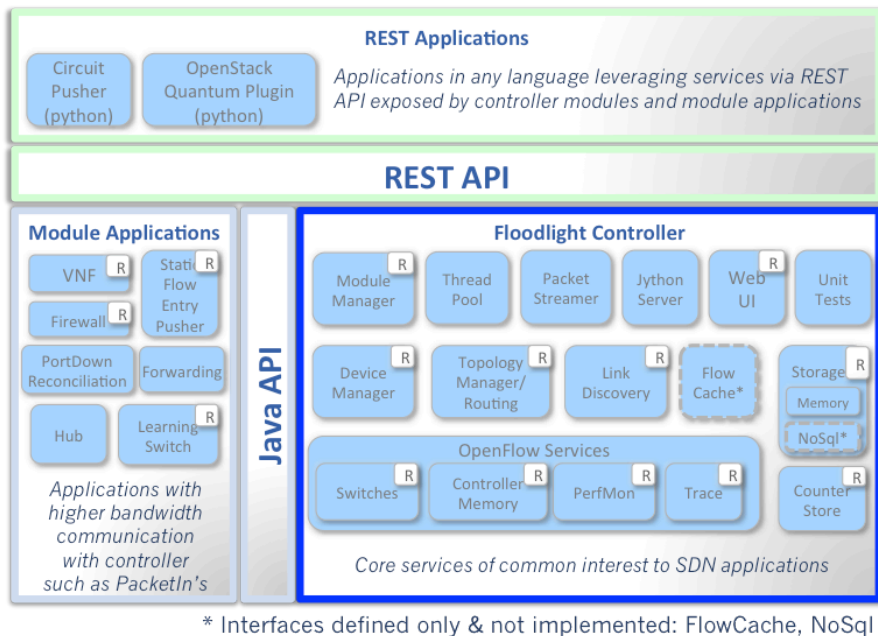 REST Applications
Circuit
Pusher
(python)
OpenStack
Quantum Plugin
(python)
Applications in any language leveraging services via REST
API exposed by controller modules and module applications
REST API
Module Applications
VNF
R
Static
R
Flow
Entry
Pusher
Firewall
R
PortDown
Reconciliation
Forwarding
Hub
Learning
Switch
R
Applications with
higher bandwidth
communication
with controller
such as PacketIn's
Java API
Floodlight Controller
Module
Manager
R
Thread
Pool
Packet
Streamer
Jython
Server
Web
UI
R
Unit
Tests
Device
Manager
R
Topology
Manager/
Routing
R
Link
Discovery
R
Flow
Cache*
Storage
R
Memory
NoSql*
OpenFlow Services
Switches
R
Controller
Memory
R
PerfMon
R
Trace
R
Counter
Store
R
Core services of common interest to SDN applications
* Interfaces defined only & not implemented: FlowCache, NoSql